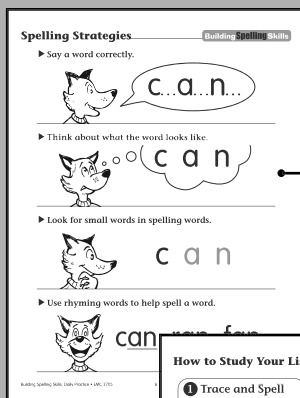 Spelling Strategies
Building Spelling Skills
▶ Say a word correctly.
c...a...n...
▶ Think about what the word looks like.
c a n
▶ Look for small words in spelling words.
c a n
▶ Use rhyming words to help spell a word.
can ran fan
How to Study Your Li
1 Trace and Spell
Building Spelling Skills, Daily Practice • EMC 2705